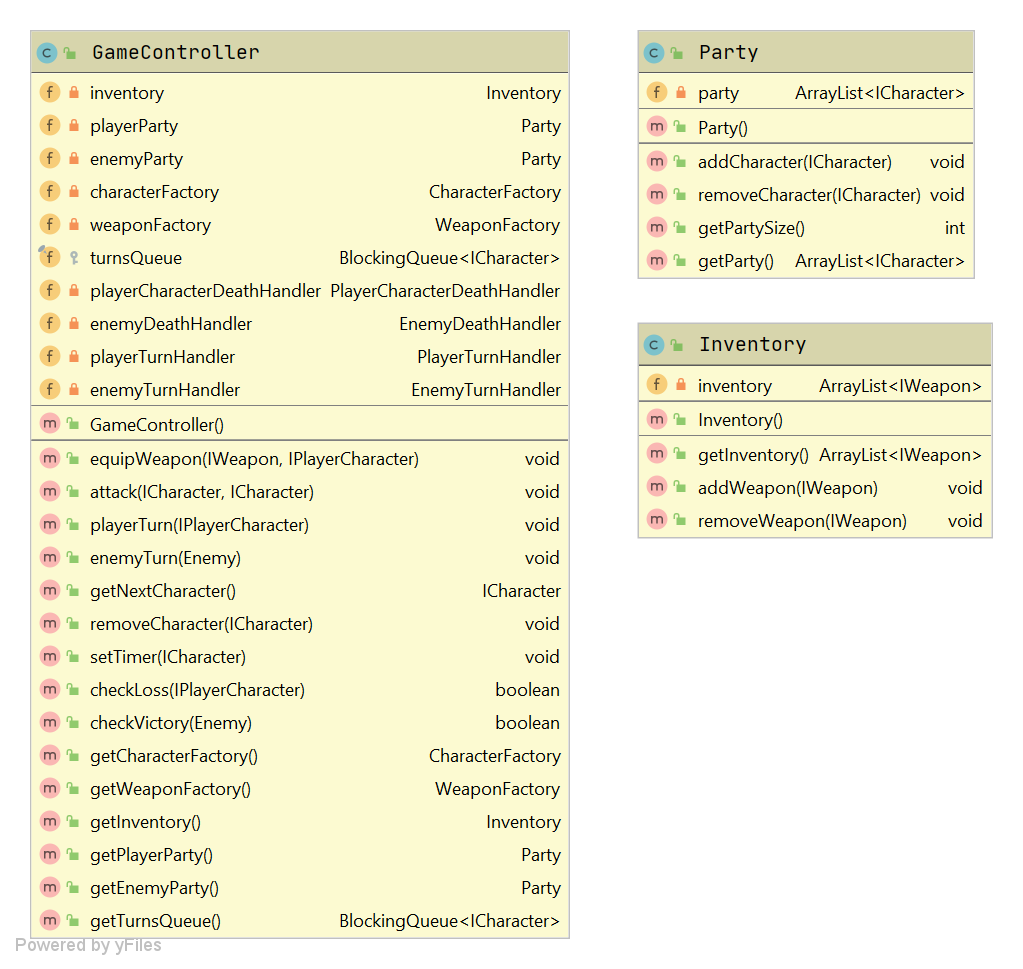 GameController
inventory Inventory
playerParty Party
enemyParty Party
characterFactory CharacterFactory
weaponFactory WeaponFactory
turnsQueue BlockingQueue<ICharacter>
playerCharacterDeathHandler PlayerCharacterDeathHandler
enemyDeathHandler EnemyDeathHandler
playerTurnHandler PlayerTurnHandler
enemyTurnHandler EnemyTurnHandler
GameController()
equipWeapon(IWeapon, IPlayerCharacter) void
attack(ICharacter, ICharacter) void
playerTurn(IPlayerCharacter) void
enemyTurn(Enemy) void
getNextCharacter() ICharacter
removeCharacter(ICharacter) void
setTimer(ICharacter) void
checkLoss(IPlayerCharacter) boolean
checkVictory(Enemy) boolean
getCharacterFactory() CharacterFactory
getWeaponFactory() WeaponFactory
getInventory() Inventory
getPlayerParty() Party
getEnemyParty() Party
getTurnsQueue() BlockingQueue<ICharacter>
Party
party ArrayList<ICharacter>
Party()
addCharacter(ICharacter) void
removeCharacter(ICharacter) void
getPartySize() int
getParty() ArrayList<ICharacter>
Inventory
inventory ArrayList<IWeapon>
Inventory()
getInventory() ArrayList<IWeapon>
addWeapon(IWeapon) void
removeWeapon(IWeapon) void
Powered by yFiles